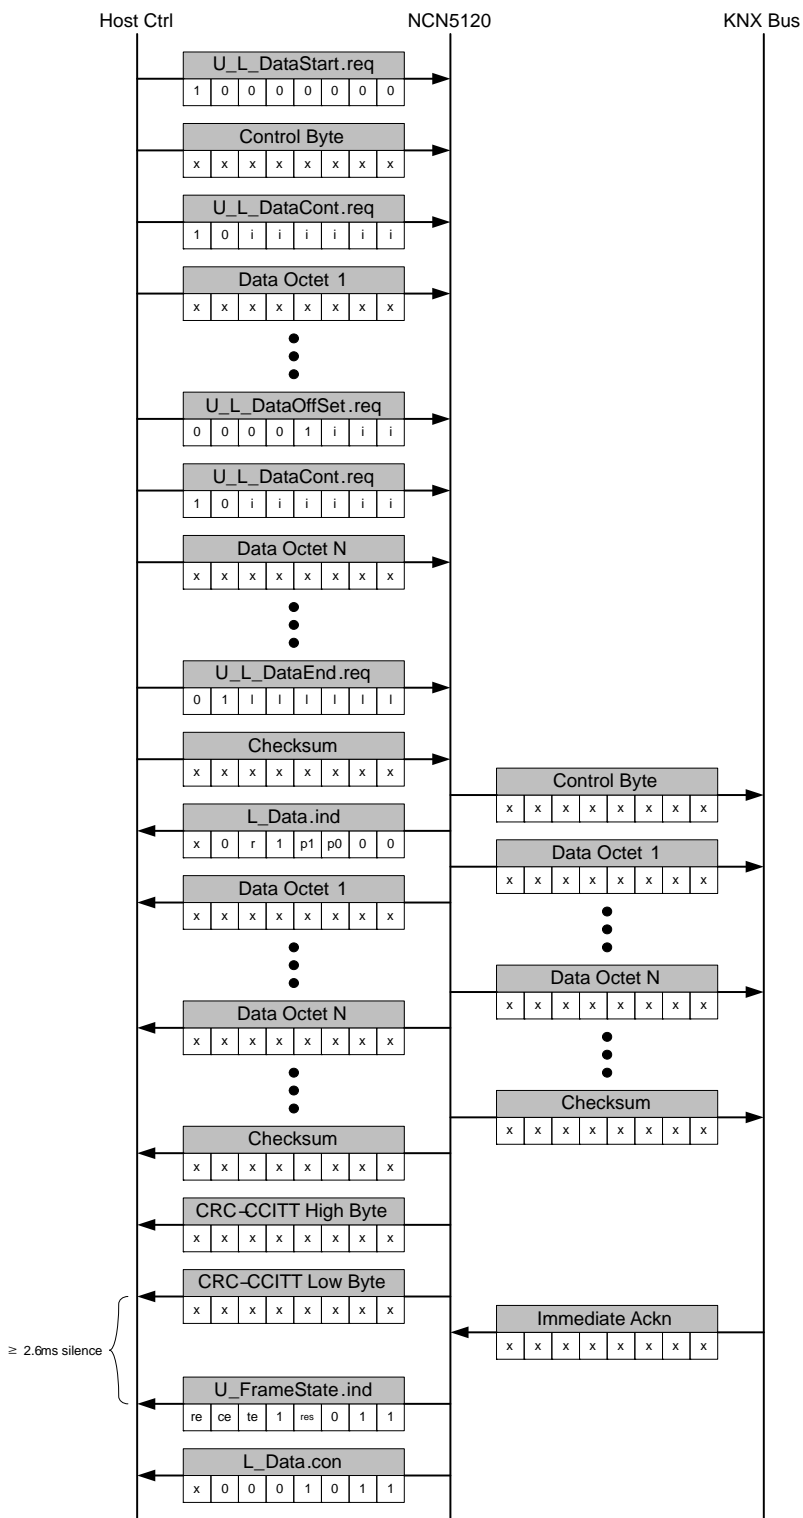 Host Ctrl NCN5120 KNX Bus
U_L_DataStart.req
1 0 0 0 0 0 0 0
Control Byte
x x x x x x x x
U_L_DataCont.req
1 0 i i i i i i
Data Octet 1
x x x x x x x x
U_L_DataOffSet.req
0 0 0 0 1 i i i
U_L_DataCont.req
1 0 i i i i i i
Data Octet N
x x x x x x x x
U_L_DataEnd.req
0 1 l l l l l l
Checksum
x x x x x x x x
Control Byte
x x x x x x x x
L_Data.ind
x 0 r 1 p1 p0 0 0
Data Octet 1
x x x x x x x x
Data Octet 1
x x x x x x x x
Data Octet N
x x x x x x x x
Data Octet N
x x x x x x x x
Checksum
x x x x x x x x
Checksum
x x x x x x x x
CRC-CCITT High Byte
x x x x x x x x
CRC-CCITT Low Byte
x x x x x x x x
Immediate Ackn
x x x x x x x x
≥ 2.6ms silence
U_FrameState.ind
re ce te 1 res 0 1 1
L_Data.con
x 0 0 0 1 0 1 1